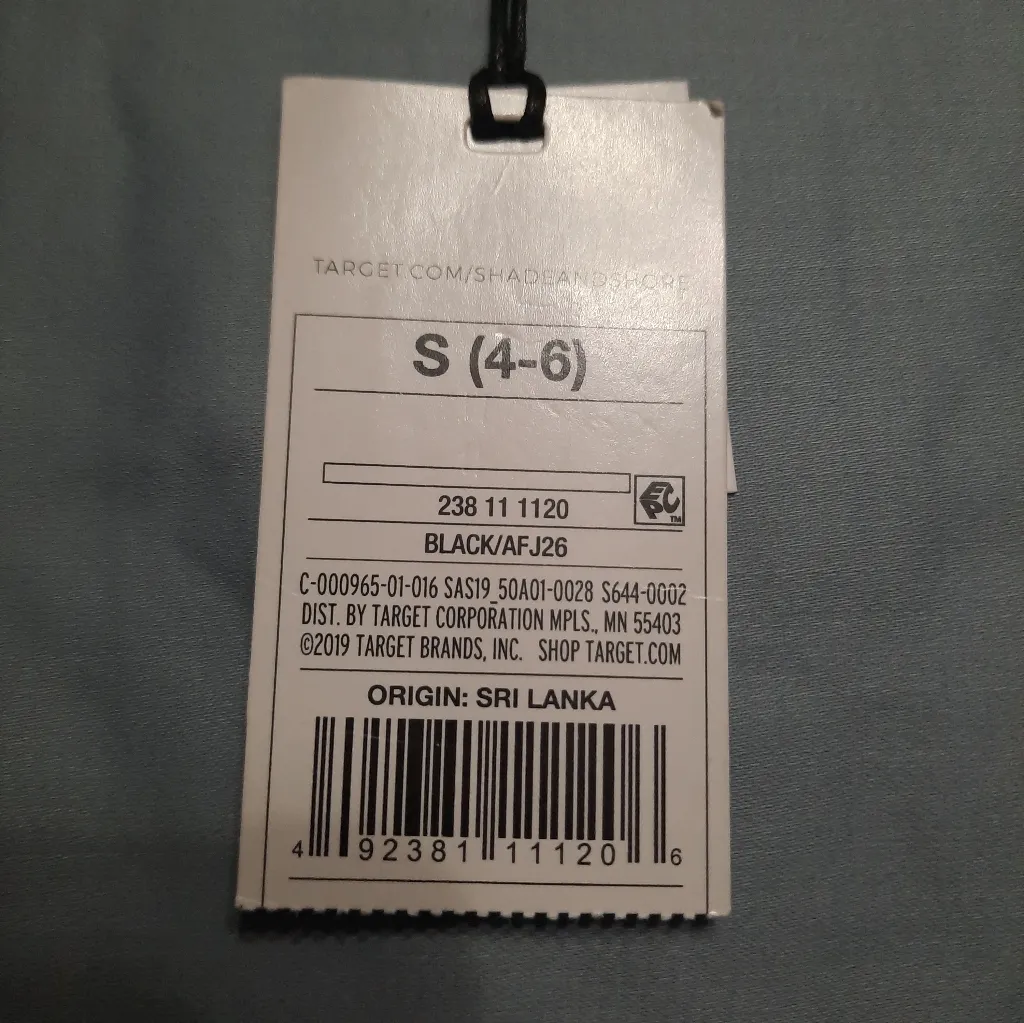 TARGET.COM/SHADEANDSHORE
S (4-6)
238 11 1120
EPC TM
BLACK/AFJ26
C-000965-01-016 SAS19_50A01-0028 S644-0002
DIST. BY TARGET CORPORATION MPLS., MN 55403
©2019 TARGET BRANDS, INC. SHOP TARGET.COM
ORIGIN: SRI LANKA
4 92381 11120 6